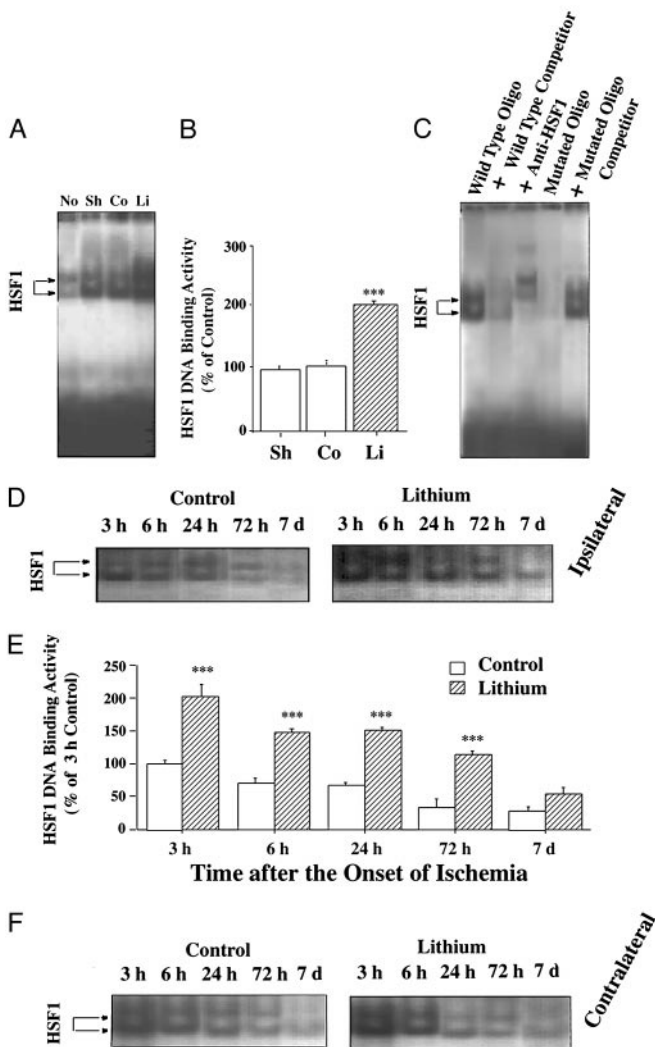 A
No Sh Co Li
HSF1
B
HSF1 DNA Binding Activity
(% of Control)
300
200
100
0
***
Sh Co Li
C
Wild Type Oligo
+ Wild Type Competitor
+ Anti-HSF1
Mutated Oligo
+ Mutated Oligo
Competitor
HSF1
D
Control
Lithium
3 h 6 h 24 h 72 h 7 d
3 h 6 h 24 h 72 h 7 d
HSF1
Ipsilateral
E
HSF1 DNA Binding Activity
(% of 3 h Control)
250
200
150
100
50
0
***
***
***
***
Control
Lithium
3 h 6 h 24 h 72 h 7 d
Time after the Onset of Ischemia
F
Control
Lithium
3 h 6 h 24 h 72 h 7 d
3 h 6 h 24 h 72 h 7 d
HSF1
Contralateral